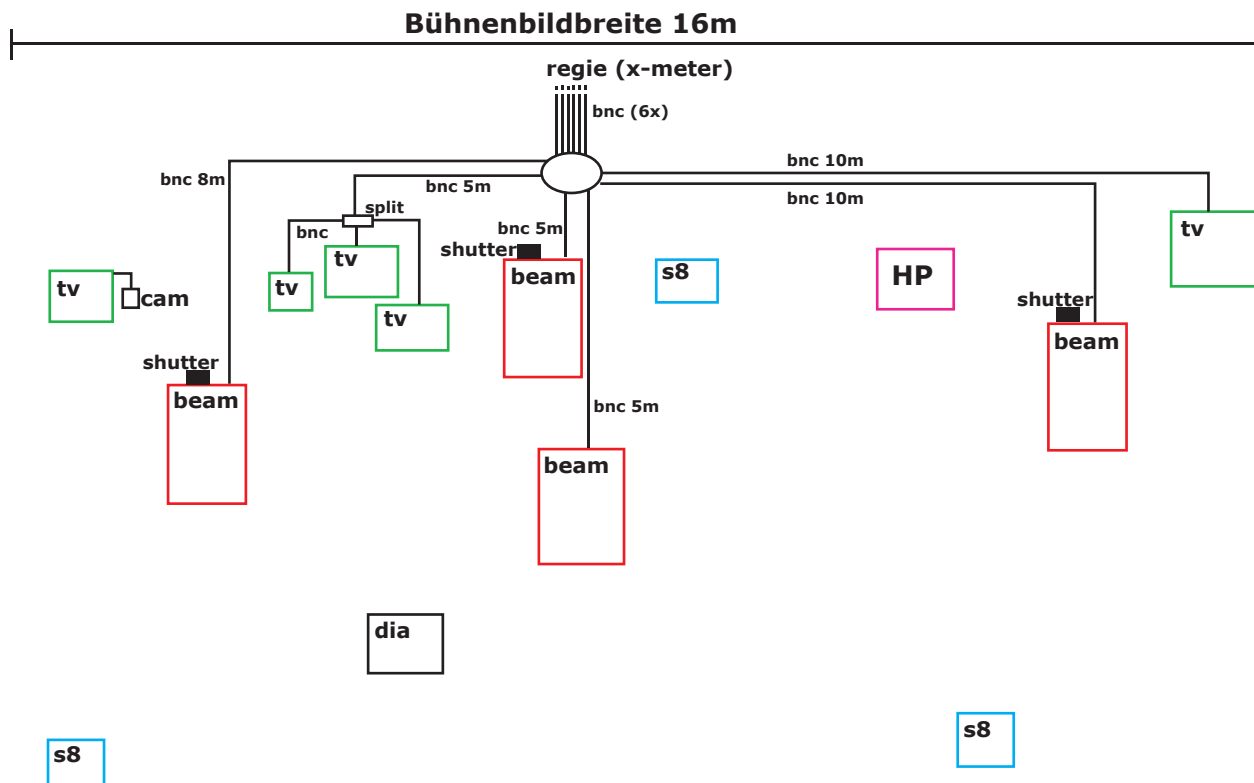 Bühnenbildbreite 16m
regie (x-meter)
bnc (6x)
bnc 8m
bnc 5m
bnc 10m
bnc 10m
split
bnc
bnc 5m
shutter
tv
tv
tv
tv
cam
beam
s8
HP
tv
shutter
beam
shutter
beam
bnc 5m
beam
dia
s8
s8